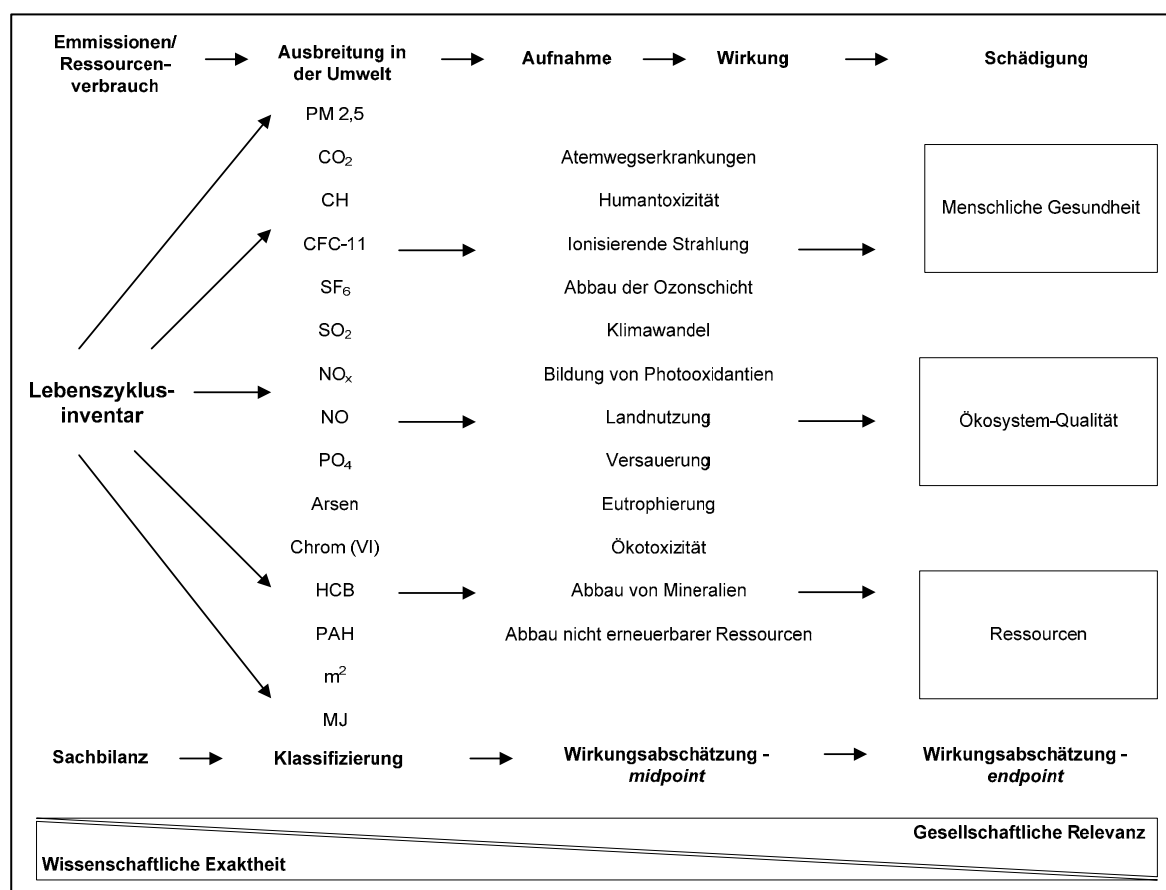 Emmissionen/
Ressourcen-
verbrauch
Ausbreitung in
der Umwelt
Aufnahme
Wirkung
Schädigung
Lebenszyklus-
inventar
PM 2,5
CO₂
CH
CFC-11
SF₆
SO₂
NOₓ
NO
PO₄
Arsen
Chrom (VI)
HCB
PAH
m²
MJ
Atemwegserkrankungen
Humantoxizität
Ionisierende Strahlung
Abbau der Ozonschicht
Klimawandel
Bildung von Photooxidantien
Landnutzung
Versauerung
Eutrophierung
Ökotoxizität
Abbau von Mineralien
Abbau nicht erneuerbarer Ressourcen
Menschliche Gesundheit
Ökosystem-Qualität
Ressourcen
Sachbilanz
Klassifizierung
Wirkungsabschätzung -
midpoint
Wirkungsabschätzung -
endpoint
Gesellschaftliche Relevanz
Wissenschaftliche Exaktheit